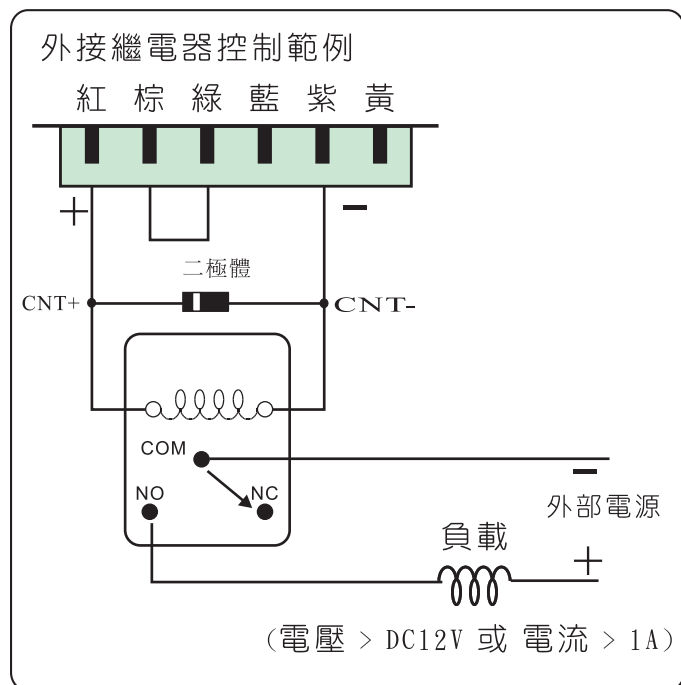 外接繼電器控制範例
紅 棕 綠 藍 紫 黃
+ −
二極體
CNT+ CNT-
COM
NO NC
−
外部電源
負載 +
(電壓 > DC12V 或 電流 > 1A)